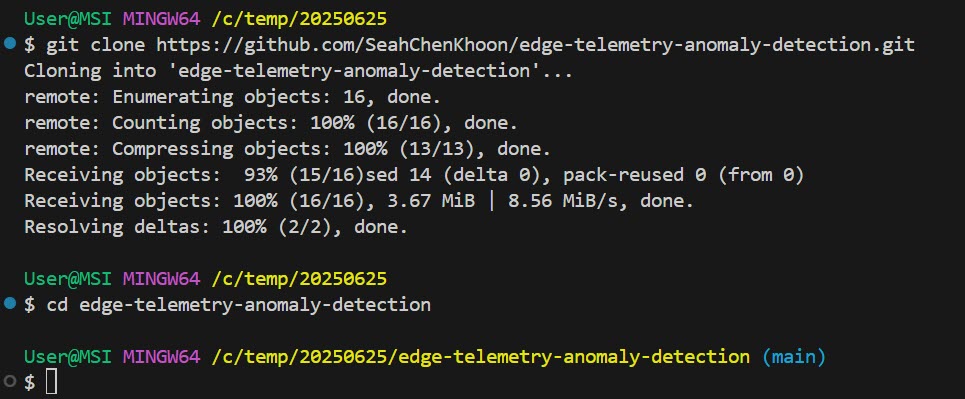 User@MSI MINGW64 /c/temp/20250625
$ git clone https://github.com/SeahChenKhoon/edge-telemetry-anomaly-detection.git
Cloning into 'edge-telemetry-anomaly-detection'...
remote: Enumerating objects: 16, done.
remote: Counting objects: 100% (16/16), done.
remote: Compressing objects: 100% (13/13), done.
Receiving objects:  93% (15/16)sed 14 (delta 0), pack-reused 0 (from 0)
Receiving objects: 100% (16/16), 3.67 MiB | 8.56 MiB/s, done.
Resolving deltas: 100% (2/2), done.
User@MSI MINGW64 /c/temp/20250625
$ cd edge-telemetry-anomaly-detection
User@MSI MINGW64 /c/temp/20250625/edge-telemetry-anomaly-detection (main)
$